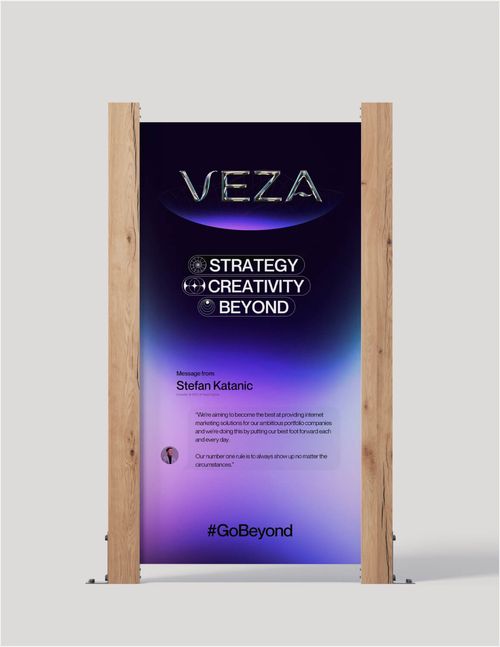 VEZA
STRATEGY
CREATIVITY
BEYOND
Message from
Stefan Katanic
"We're aiming to become the best at providing internet
marketing solutions for our ambitious portfolio companies
and we're doing this by putting our best foot forward each
and every day.
Our number one rule is to always show up no matter the
circumstances."
#GoBeyond